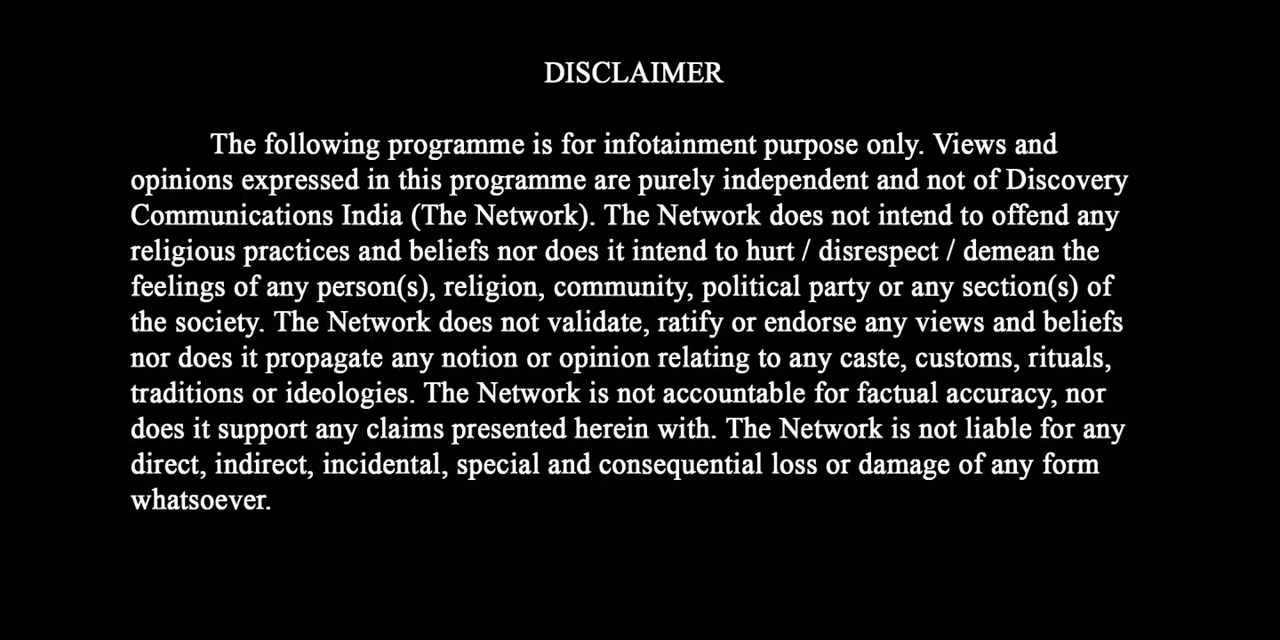 DISCLAIMER
The following programme is for infotainment purpose only. Views and
opinions expressed in this programme are purely independent and not of Discovery
Communications India (The Network). The Network does not intend to offend any
religious practices and beliefs nor does it intend to hurt / disrespect / demean the
feelings of any person(s), religion, community, political party or any section(s) of
the society. The Network does not validate, ratify or endorse any views and beliefs
nor does it propagate any notion or opinion relating to any caste, customs, rituals,
traditions or ideologies. The Network is not accountable for factual accuracy, nor
does it support any claims presented herein with. The Network is not liable for any
direct, indirect, incidental, special and consequential loss or damage of any form
whatsoever.